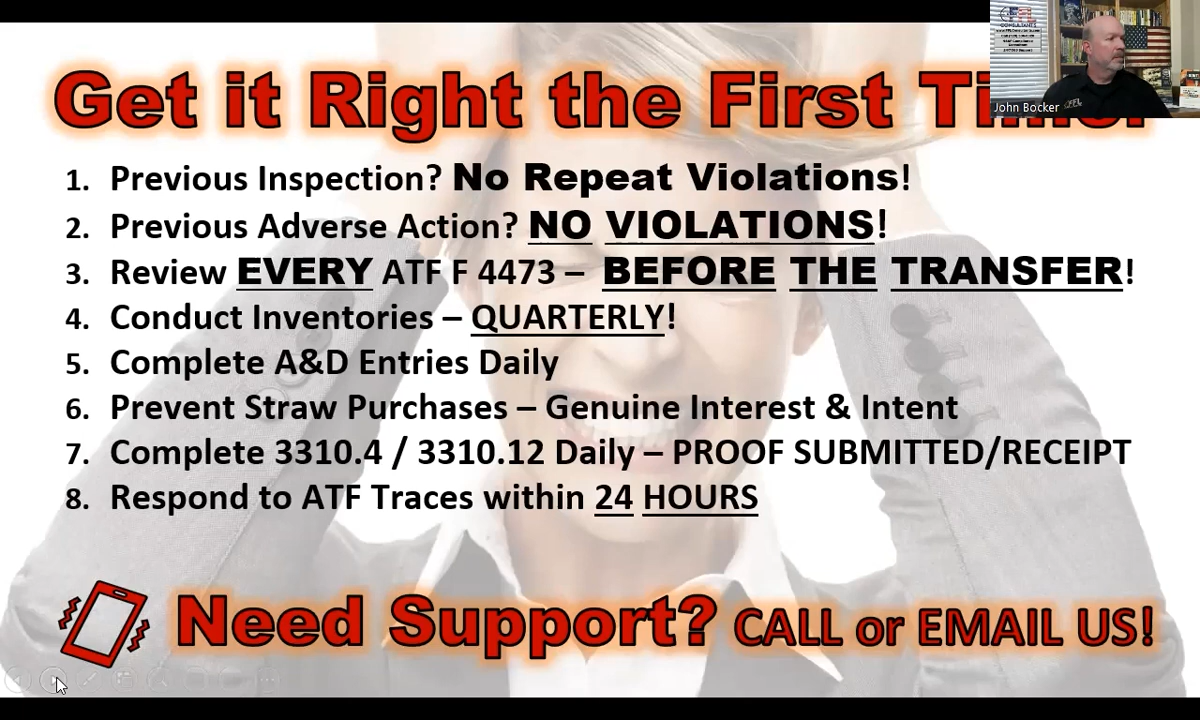 FFL
CONSULTANTS
Get it Right the First
John Bocker
1. Previous Inspection? No Repeat Violations!
2. Previous Adverse Action? NO VIOLATIONS!
3. Review EVERY ATF F 4473 – BEFORE THE TRANSFER!
4. Conduct Inventories – QUARTERLY!
5. Complete A&D Entries Daily
6. Prevent Straw Purchases – Genuine Interest & Intent
7. Complete 3310.4 / 3310.12 Daily – PROOF SUBMITTED/RECEIPT
8. Respond to ATF Traces within 24 HOURS
Need Support? CALL or EMAIL US!